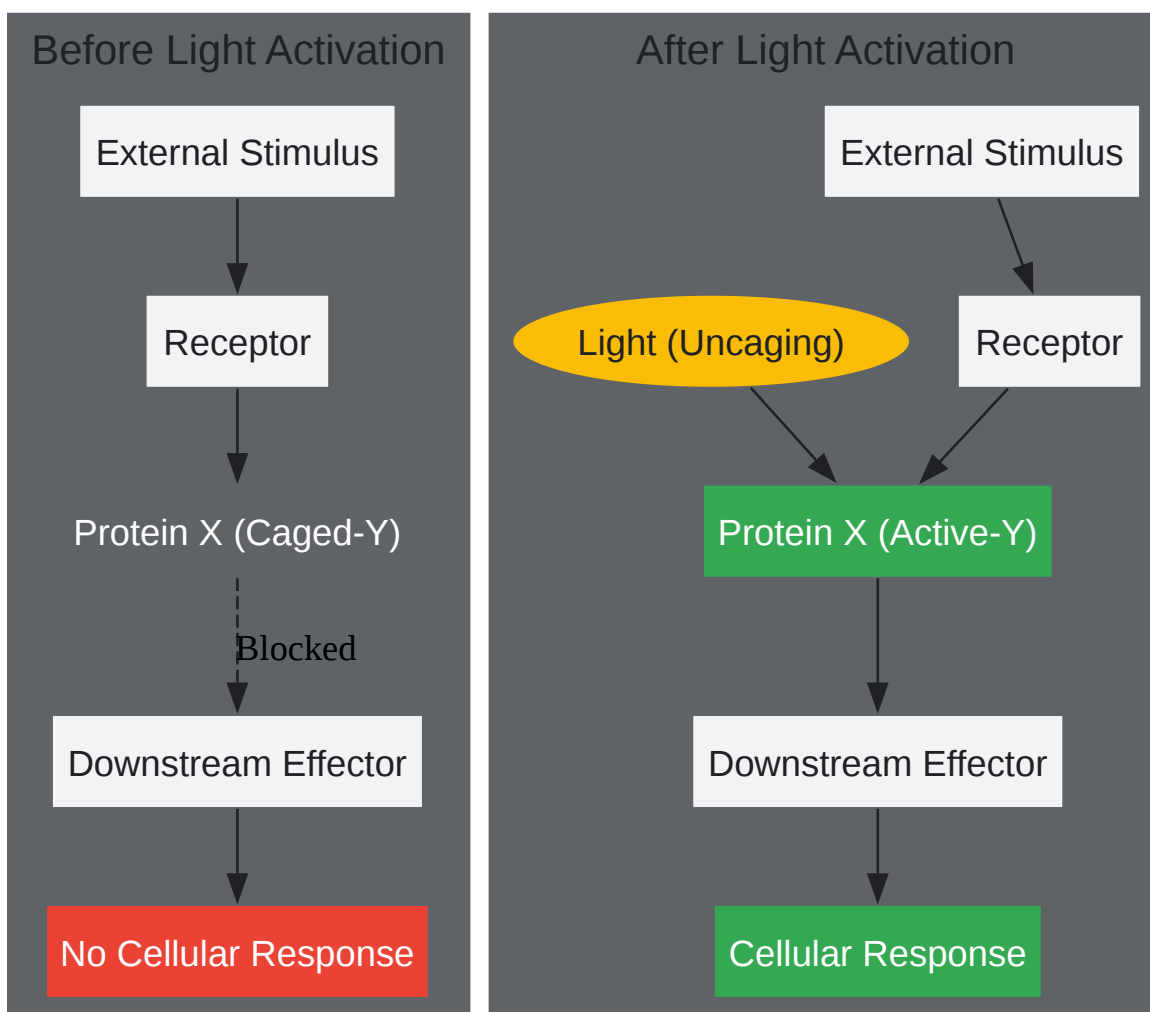 Before Light Activation
External Stimulus
Receptor
Protein X (Caged-Y)
Blocked
Downstream Effector
No Cellular Response
After Light Activation
External Stimulus
Light (Uncaging)
Receptor
Protein X (Active-Y)
Downstream Effector
Cellular Response